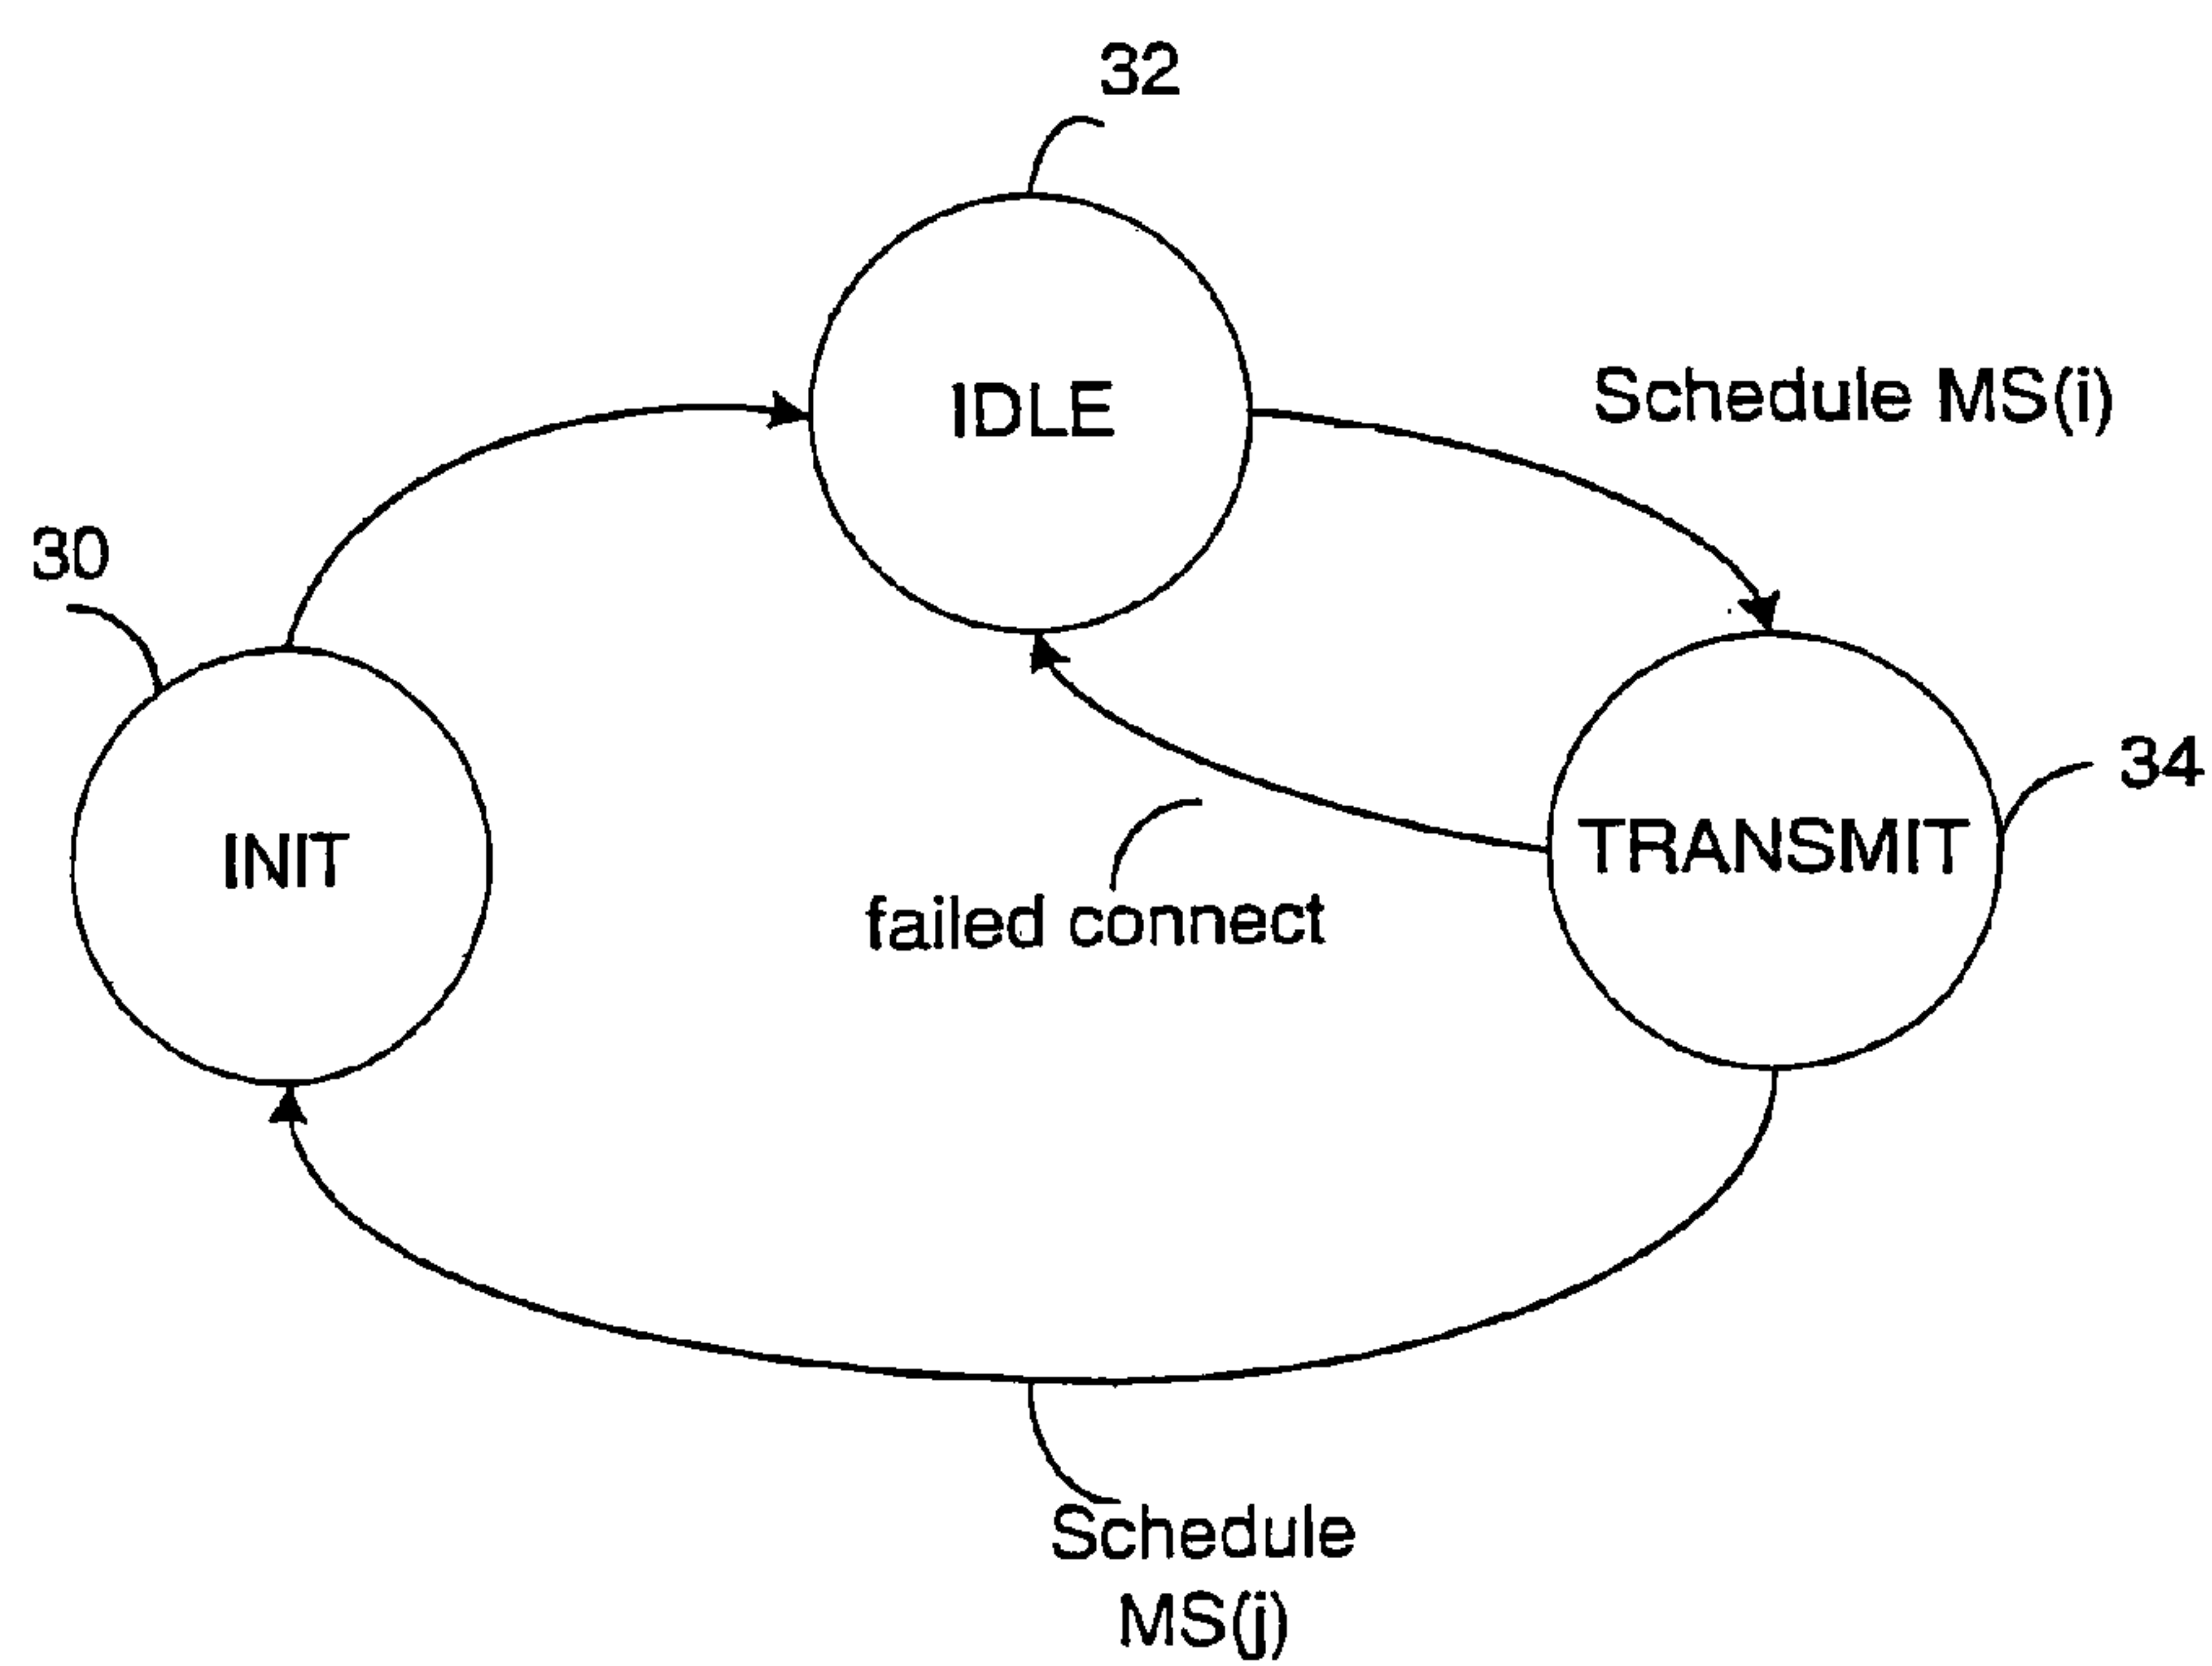 32
IDLE
Schedule MS(i)
30
34
INIT
TRANSMIT
failed connect
Schedule
MS(j)